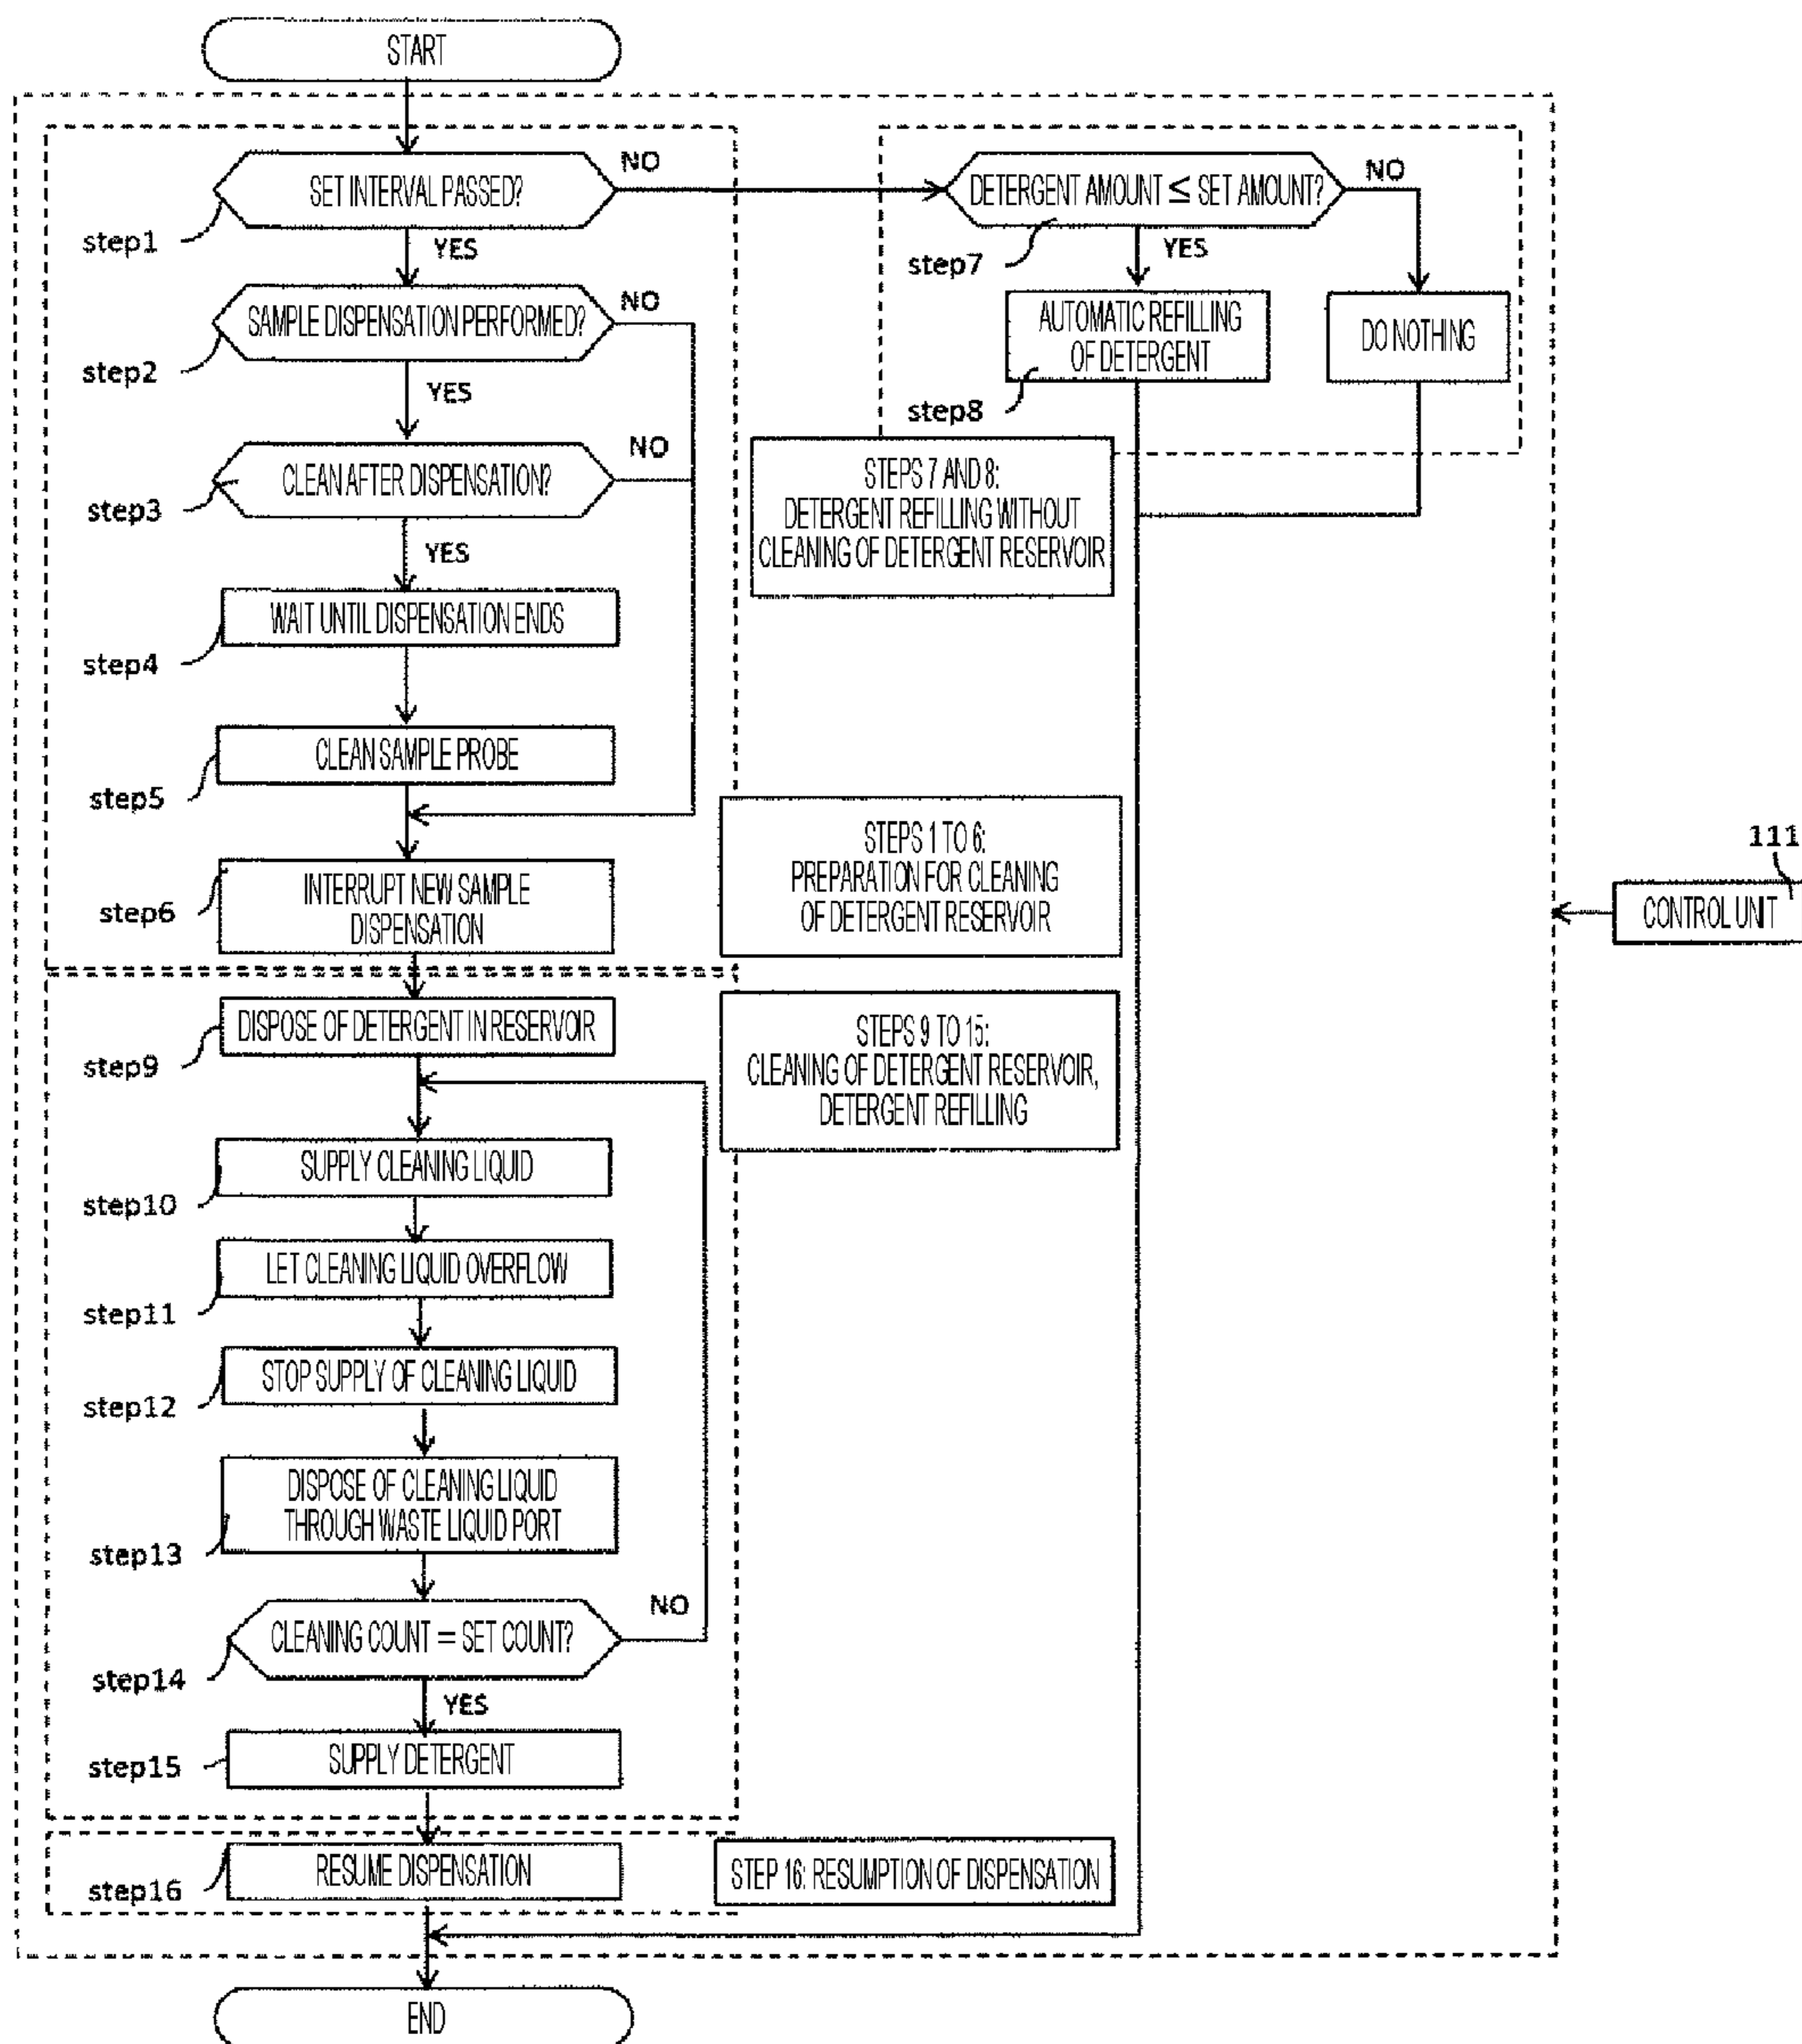 START
SET INTERVAL PASSED?
NO
step1
YES
DETERGENT AMOUNT ≤ SET AMOUNT?
NO
step7
YES
SAMPLE DISPENSATION PERFORMED?
NO
step2
YES
AUTOMATIC REFILLING
OF DETERGENT
step8
DO NOTHING
CLEAN AFTER DISPENSATION?
NO
step3
YES
STEPS 7 AND 8:
DETERGENT REFILLING WITHOUT
CLEANING OF DETERGENT RESERVOIR
WAIT UNTIL DISPENSATION ENDS
step4
CLEAN SAMPLE PROBE
step5
INTERRUPT NEW SAMPLE
DISPENSATION
step6
STEPS 1 TO 6:
PREPARATION FOR CLEANING
OF DETERGENT RESERVOIR
111
CONTROL UNIT
DISPOSE OF DETERGENT IN RESERVOIR
step9
STEPS 9 TO 15:
CLEANING OF DETERGENT RESERVOIR,
DETERGENT REFILLING
SUPPLY CLEANING LIQUID
step10
LET CLEANING LIQUID OVERFLOW
step11
STOP SUPPLY OF CLEANING LIQUID
step12
DISPOSE OF CLEANING LIQUID
THROUGH WASTE LIQUID PORT
step13
CLEANING COUNT = SET COUNT?
NO
step14
YES
SUPPLY DETERGENT
step15
RESUME DISPENSATION
step16
STEP 16: RESUMPTION OF DISPENSATION
END